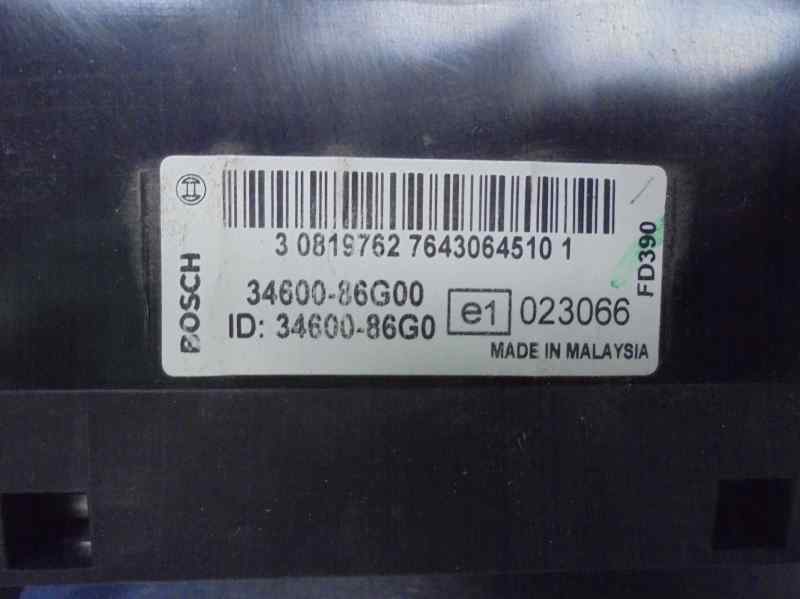 BOSCH
3 0819762 7643064510 1
34600-86G00
ID: 34600-86G0
e1 023066
MADE IN MALAYSIA
FD390